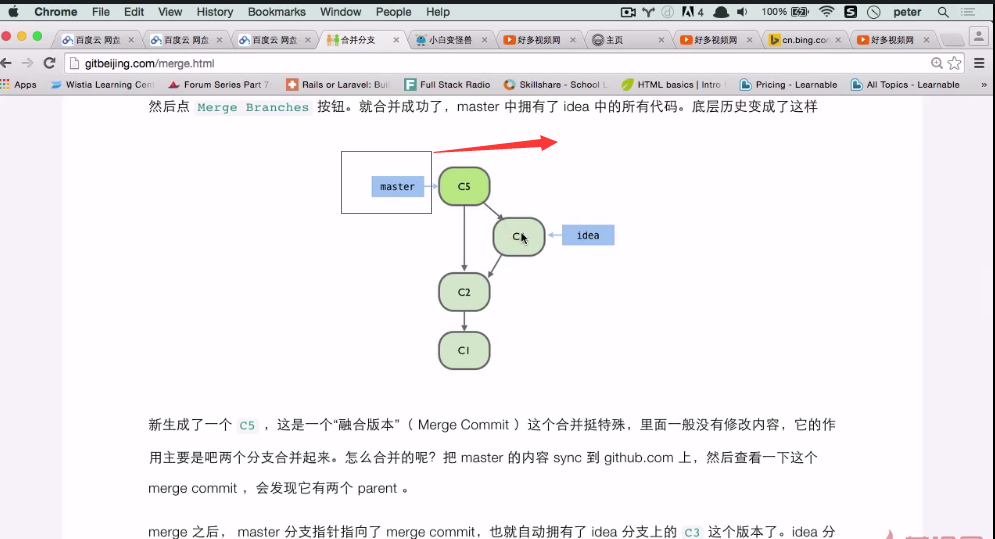 Chrome File Edit View History Bookmarks Window People Help 4 100% peter
百度云 网盘 百度云 网盘 百度云 网盘 合并分支 小白变怪兽 好多视频网 主页 好多视频网 cn.bing.co 好多视频网
gitbeijing.com/merge.html
Apps Wistia Learning Cent Forum Series Part 7: Rails or Laravel: Buil Full Stack Radio Skillshare - School L HTML basics | Intro t Pricing - Learnable All Topics - Learnable »
然后点 Merge Branches 按钮。就合并成功了，master 中拥有了 idea 中的所有代码。底层历史变成了这样
master C5
idea
C2
C1
新生成了一个 C5 ，这是一个“融合版本”（ Merge Commit ）这个合并挺特殊，里面一般没有修改内容，它的作
用主要是吧两个分支合并起来。怎么合并的呢？把 master 的内容 sync 到 github.com 上，然后查看一下这个
merge commit ，会发现它有两个 parent 。
merge 之后， master 分支指针指向了 merge commit，也就自动拥有了 idea 分支上的 C3 这个版本了。idea 分